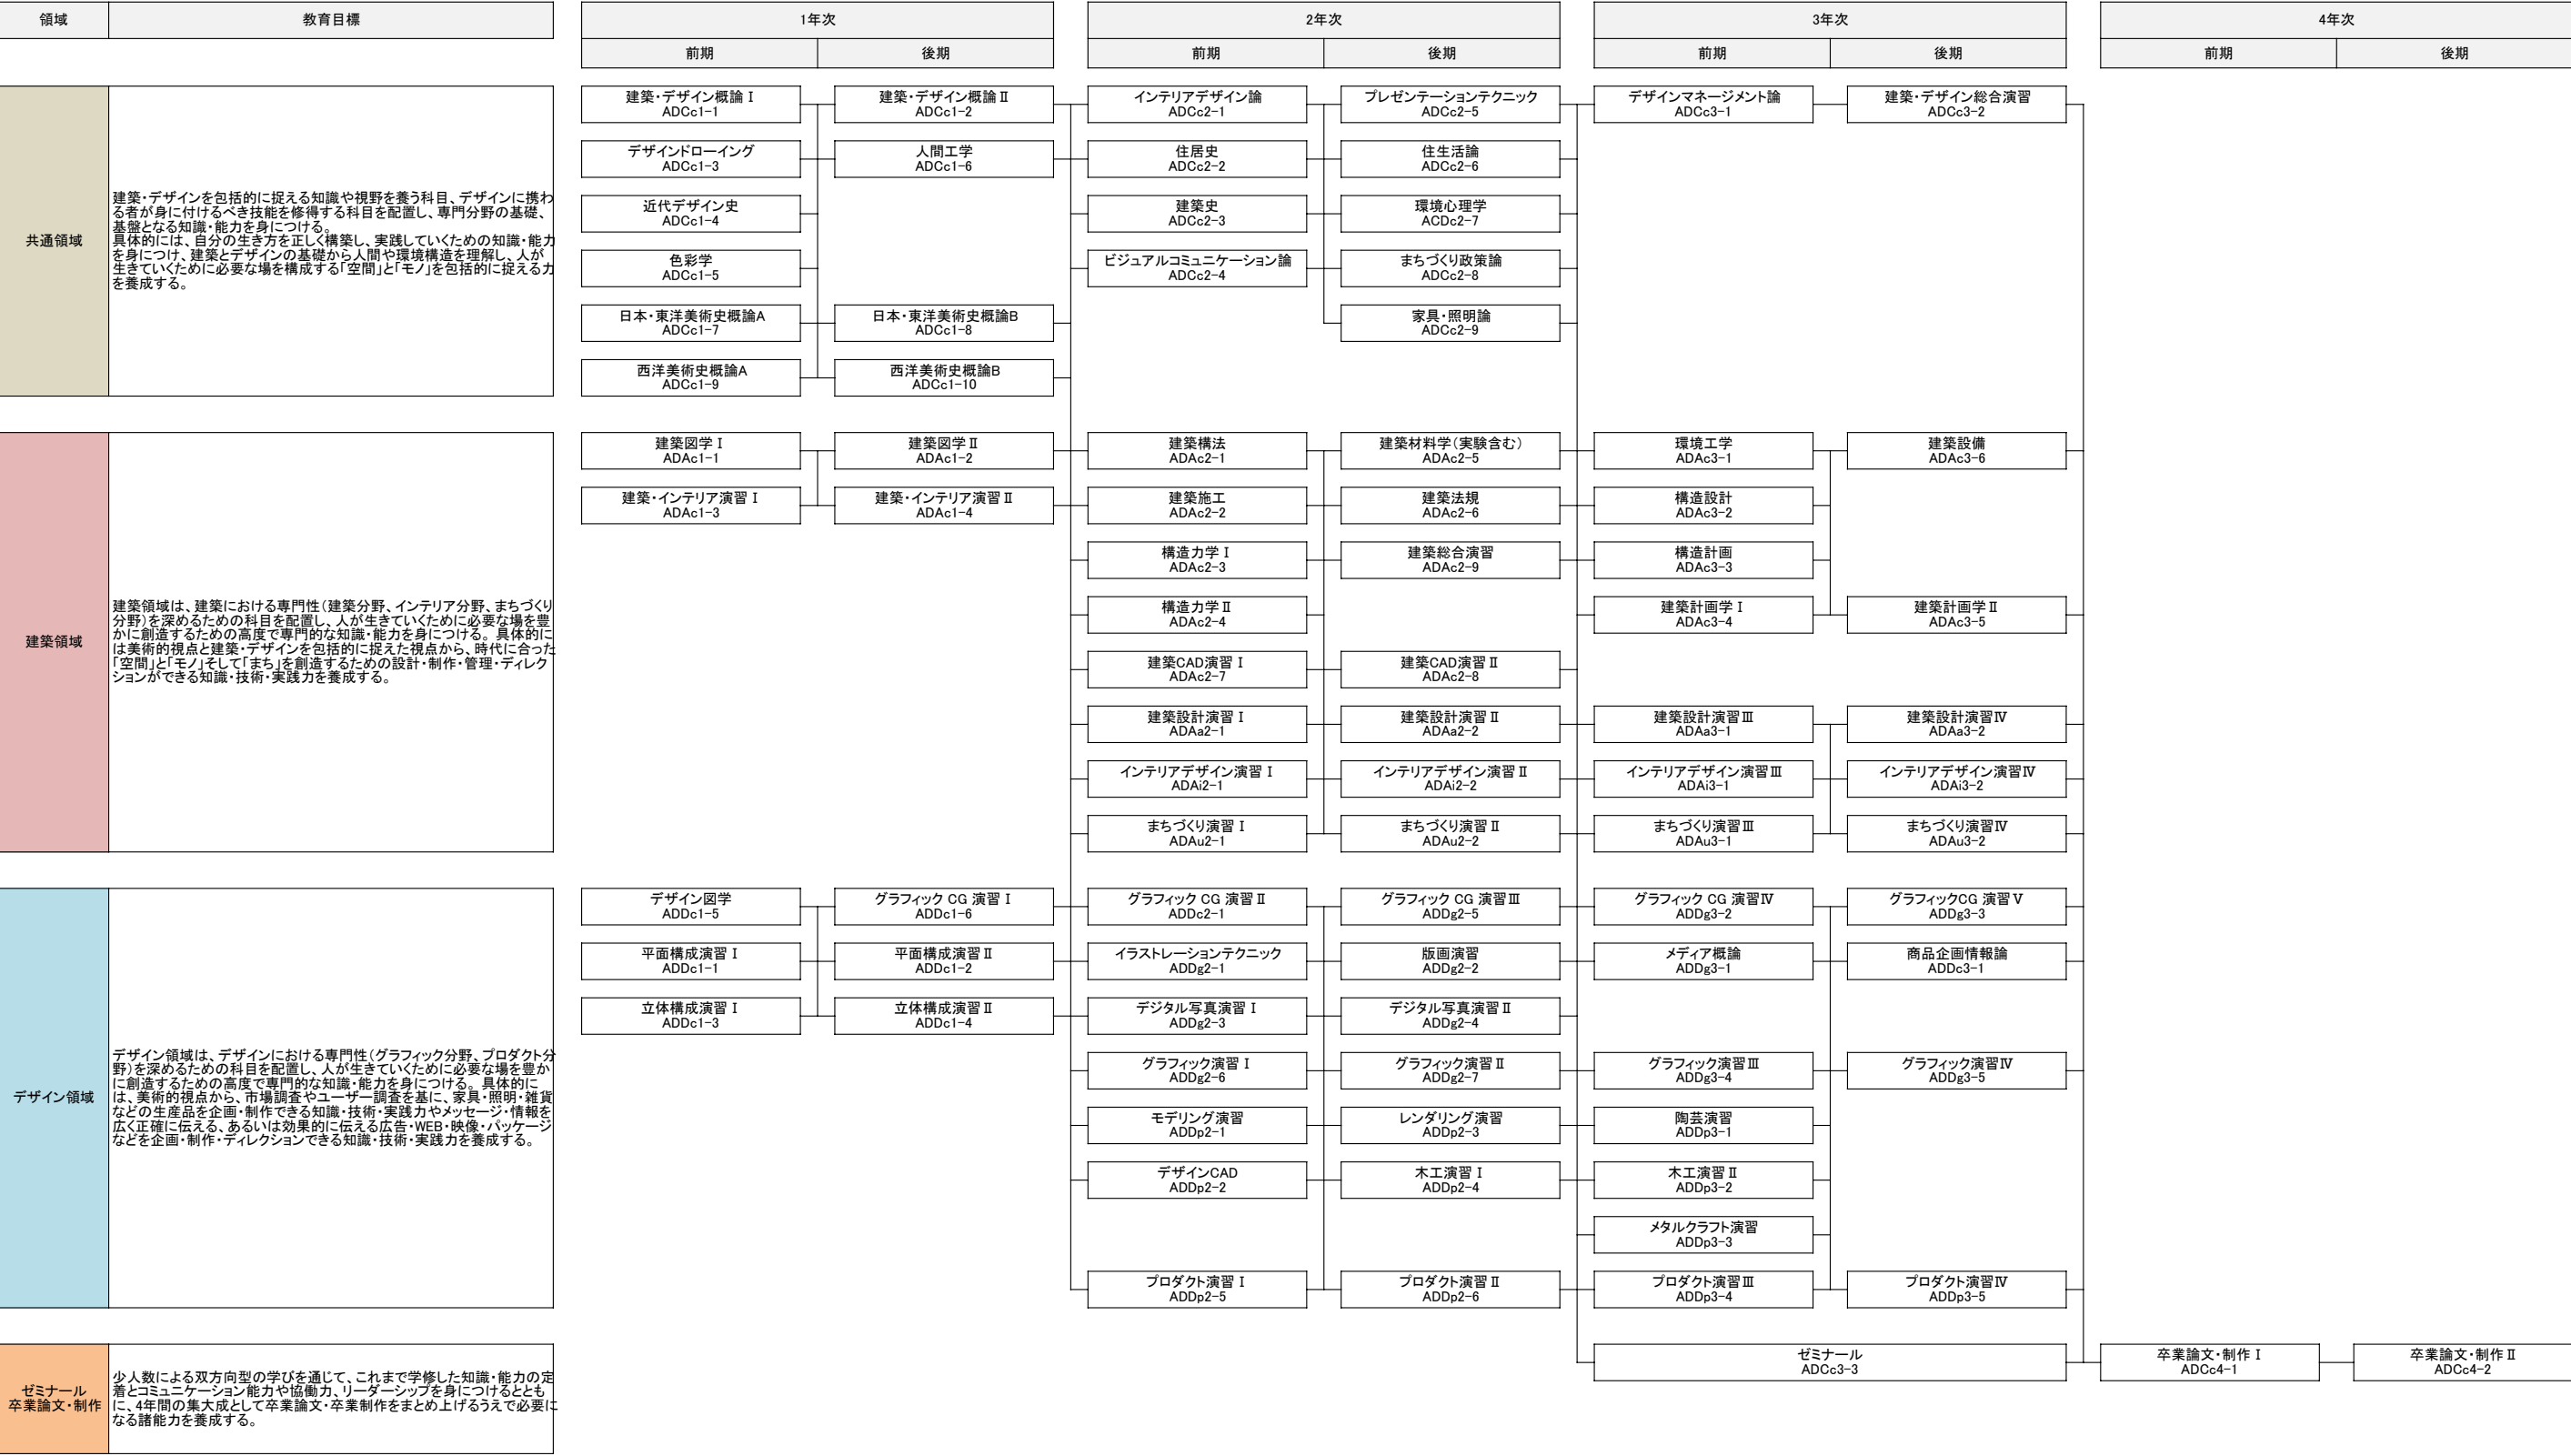 領域
教育目標
1年次
2年次
3年次
4年次
前期
後期
前期
後期
前期
後期
前期
後期
共通領域
建築・デザインを包括的に捉える知識や視野を養う科目、デザインに携わ
る者が身に付けるべき技能を修得する科目を配置し、専門分野の基礎、
基盤となる知識・能力を身につける。
具体的には、自分の生き方を正しく構築し、実践していくための知識・能力
を身につけ、建築とデザインの基礎から人間や環境構造を理解し、人が
生きていくために必要な場を構成する「空間」と「モノ」を包括的に捉える力
を養成する。
建築・デザイン概論Ⅰ
ADCc1-1
建築・デザイン概論Ⅱ
ADCc1-2
インテリアデザイン論
ADCc2-1
プレゼンテーションテクニック
ADCc2-5
デザインマネージメント論
ADCc3-1
建築・デザイン総合演習
ADCc3-2
デザインドローイング
ADCc1-3
人間工学
ADCc1-6
住居史
ADCc2-2
住生活論
ADCc2-6
近代デザイン史
ADCc1-4
建築史
ADCc2-3
環境心理学
ACDc2-7
色彩学
ADCc1-5
ビジュアルコミュニケーション論
ADCc2-4
まちづくり政策論
ADCc2-8
日本・東洋美術史概論A
ADCc1-7
日本・東洋美術史概論B
ADCc1-8
家具・照明論
ADCc2-9
西洋美術史概論A
ADCc1-9
西洋美術史概論B
ADCc1-10
建築領域
建築領域は、建築における専門性（建築分野、インテリア分野、まちづくり
分野）を深めるための科目を配置し、人が生きていくために必要な場を豊
かに創造するための高度で専門的な知識・能力を身につける。具体的に
は美術的視点と建築・デザインを包括的に捉えた視点から、時代に合った
「空間」と「モノ」そして「まち」を創造するための設計・制作・管理・ディレク
ションができる知識・技術・実践力を養成する。
建築図学Ⅰ
ADAc1-1
建築図学Ⅱ
ADAc1-2
建築構法
ADAc2-1
建築材料学（実験含む）
ADAc2-5
環境工学
ADAc3-1
建築設備
ADAc3-6
建築・インテリア演習Ⅰ
ADAc1-3
建築・インテリア演習Ⅱ
ADAc1-4
建築施工
ADAc2-2
建築法規
ADAc2-6
構造設計
ADAc3-2
構造力学Ⅰ
ADAc2-3
建築総合演習
ADAc2-9
構造計画
ADAc3-3
構造力学Ⅱ
ADAc2-4
建築計画学Ⅰ
ADAc3-4
建築計画学Ⅱ
ADAc3-5
建築CAD演習Ⅰ
ADAc2-7
建築CAD演習Ⅱ
ADAc2-8
建築設計演習Ⅰ
ADAa2-1
建築設計演習Ⅱ
ADAa2-2
建築設計演習Ⅲ
ADAa3-1
建築設計演習Ⅳ
ADAa3-2
インテリアデザイン演習Ⅰ
ADAi2-1
インテリアデザイン演習Ⅱ
ADAi2-2
インテリアデザイン演習Ⅲ
ADAi3-1
インテリアデザイン演習Ⅳ
ADAi3-2
まちづくり演習Ⅰ
ADAu2-1
まちづくり演習Ⅱ
ADAu2-2
まちづくり演習Ⅲ
ADAu3-1
まちづくり演習Ⅳ
ADAu3-2
デザイン領域
デザイン領域は、デザインにおける専門性（グラフィック分野、プロダクト分
野）を深めるための科目を配置し、人が生きていくために必要な場を豊か
に創造するための高度で専門的な知識・能力を身につける。具体的に
は、美術的視点から、市場調査やユーザー調査を基に、家具・照明・雑貨
などの生産品を企画・制作できる知識・技術・実践力やメッセージ・情報を
広く正確に伝える、あるいは効果的に伝える広告・WEB・映像・パッケージ
などを企画・制作・ディレクションできる知識・技術・実践力を養成する。
デザイン図学
ADDc1-5
グラフィック CG 演習Ⅰ
ADDc1-6
グラフィック CG 演習Ⅱ
ADDc2-1
グラフィック CG 演習Ⅲ
ADDg2-5
グラフィック CG 演習Ⅳ
ADDg3-2
グラフィックCG 演習Ⅴ
ADDg3-3
平面構成演習Ⅰ
ADDc1-1
平面構成演習Ⅱ
ADDc1-2
イラストレーションテクニック
ADDg2-1
版画演習
ADDg2-2
メディア概論
ADDg3-1
商品企画情報論
ADDc3-1
立体構成演習Ⅰ
ADDc1-3
立体構成演習Ⅱ
ADDc1-4
デジタル写真演習Ⅰ
ADDg2-3
デジタル写真演習Ⅱ
ADDg2-4
グラフィック演習Ⅰ
ADDg2-6
グラフィック演習Ⅱ
ADDg2-7
グラフィック演習Ⅲ
ADDg3-4
グラフィック演習Ⅳ
ADDg3-5
モデリング演習
ADDp2-1
レンダリング演習
ADDp2-3
陶芸演習
ADDp3-1
デザインCAD
ADDp2-2
木工演習Ⅰ
ADDp2-4
木工演習Ⅱ
ADDp3-2
メタルクラフト演習
ADDp3-3
プロダクト演習Ⅰ
ADDp2-5
プロダクト演習Ⅱ
ADDp2-6
プロダクト演習Ⅲ
ADDp3-4
プロダクト演習Ⅳ
ADDp3-5
ゼミナール
卒業論文・制作
少人数による双方向型の学びを通じて、これまで学修した知識・能力の定
着とコミュニケーション能力や協働力、リーダーシップを身につけるととも
に、4年間の集大成として卒業論文・卒業制作をまとめ上げるうえで必要に
なる諸能力を養成する。
ゼミナール
ADCc3-3
卒業論文・制作Ⅰ
ADCc4-1
卒業論文・制作Ⅱ
ADCc4-2